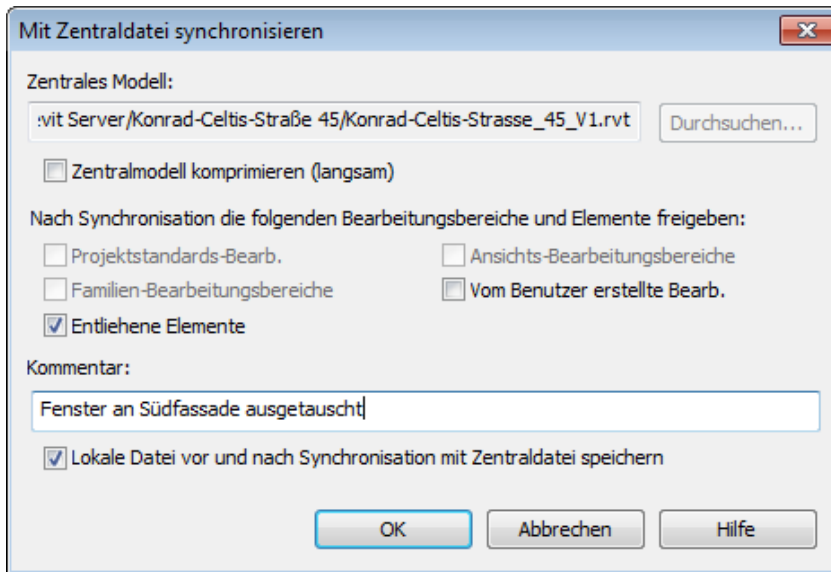 Mit Zentraldatei synchronisieren
Zentrales Modell:
vit Server/Konrad-Celtis-Straße 45/Konrad-Celtis-Strasse_45_V1.rvt
Durchsuchen...
Zentralmodell komprimieren (langsam)
Nach Synchronisation die folgenden Bearbeitungsbereiche und Elemente freigeben:
Projektstandards-Bearb.
Ansichts-Bearbeitungsbereiche
Familien-Bearbeitungsbereiche
Vom Benutzer erstellte Bearb.
Entliehene Elemente
Kommentar:
Fenster an Südfassade ausgetauscht
Lokale Datei vor und nach Synchronisation mit Zentraldatei speichern
OK
Abbrechen
Hilfe